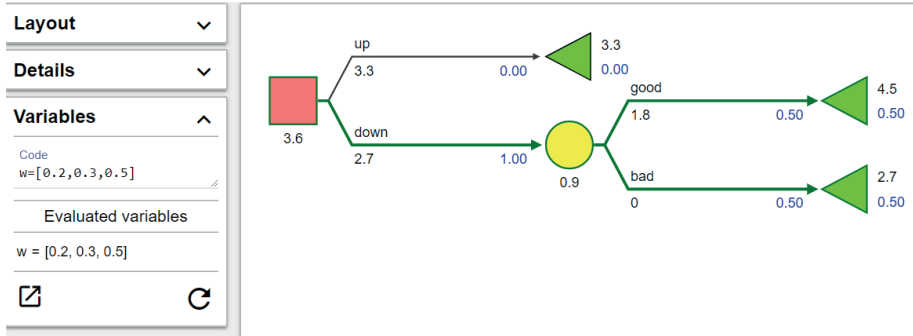 Layout
Details
Variables
Code
w=[0.2,0.3,0.5]
Evaluated variables
w = [0.2, 0.3, 0.5]
3.6
up
3.3
0.00
3.3
0.00
down
2.7
1.00
0.9
good
1.8
0.50
4.5
0.50
bad
0
0.50
2.7
0.50